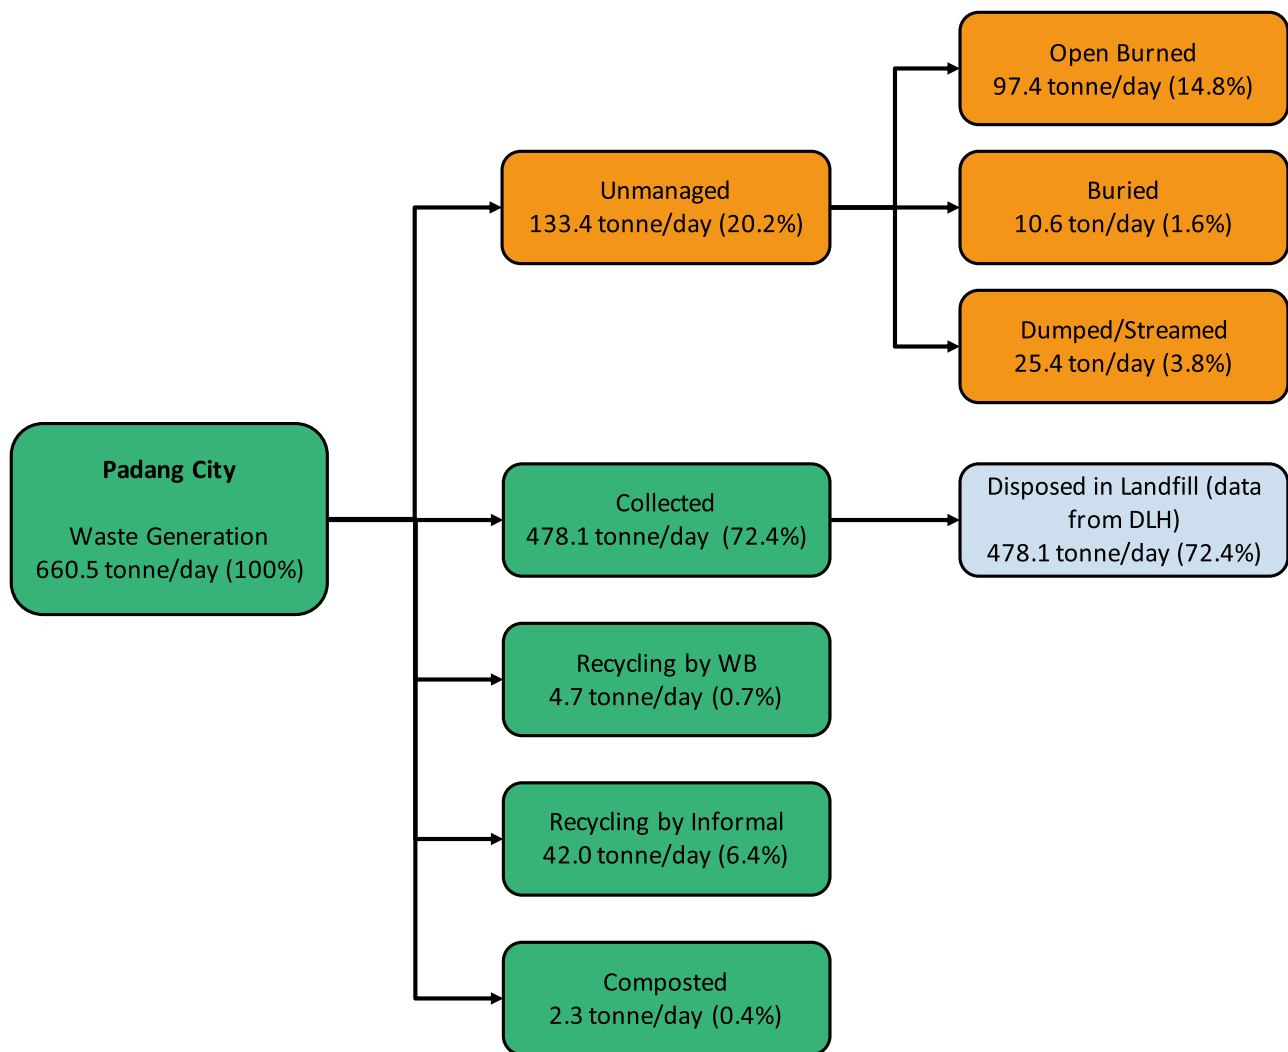 Open Burned
97.4 tonne/day (14.8%)
Unmanaged
133.4 tonne/day (20.2%)
Buried
10.6 ton/day (1.6%)
Dumped/Streamed
25.4 ton/day (3.8%)
Padang City
Waste Generation
660.5 tonne/day (100%)
Collected
478.1 tonne/day (72.4%)
Disposed in Landfill (data
from DLH)
478.1 tonne/day (72.4%)
Recycling by WB
4.7 tonne/day (0.7%)
Recycling by Informal
42.0 tonne/day (6.4%)
Composted
2.3 tonne/day (0.4%)